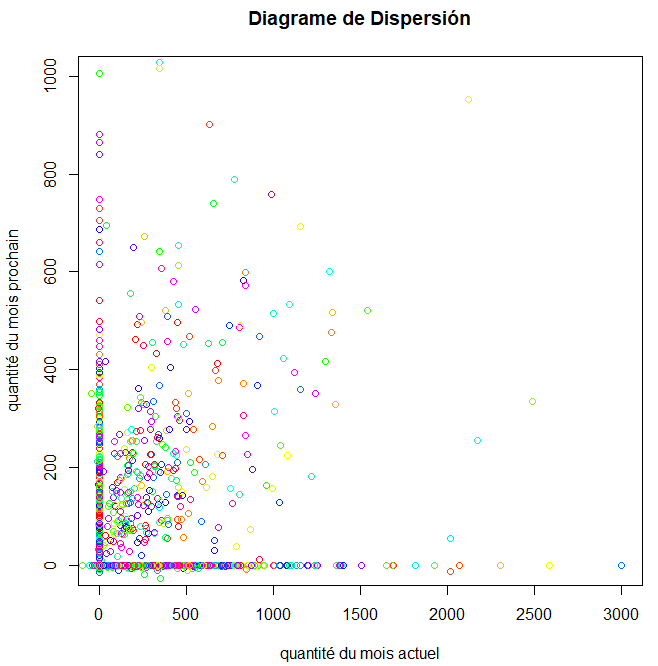 Diagrame de Dispersión
1000
800
600
400
200
0
quantité du mois prochain
0 500 1000 1500 2000 2500 3000
quantité du mois actuel